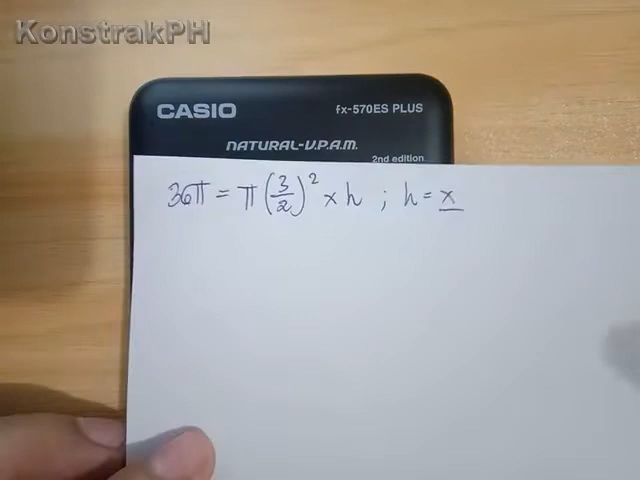 KonstrakPH
CASIO
fx-570ES PLUS
NATURAL-V.P.A.M.
2nd edition
36π = π(3/2)² × h ; h = x